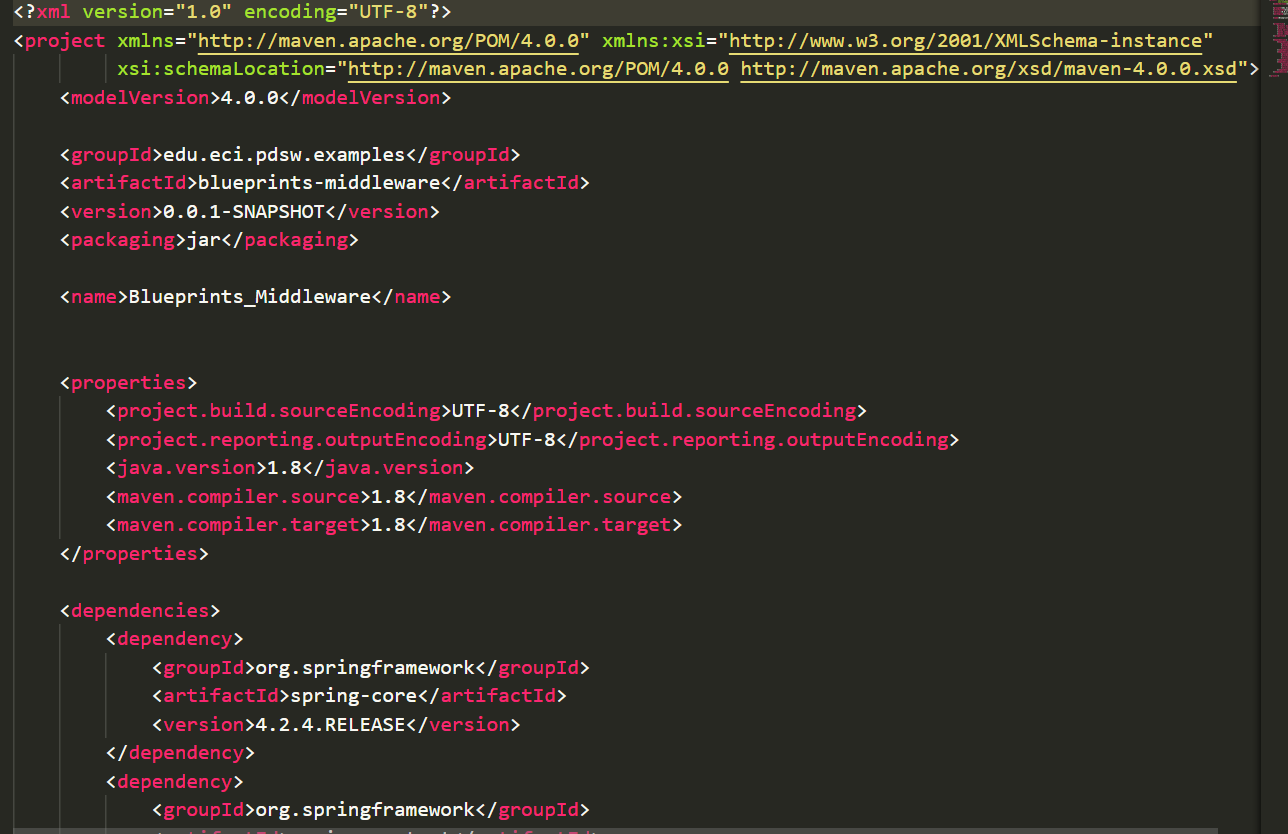 <?xml version="1.0" encoding="UTF-8"?>
<project xmlns="http://maven.apache.org/POM/4.0.0" xmlns:xsi="http://www.w3.org/2001/XMLSchema-instance"
xsi:schemaLocation="http://maven.apache.org/POM/4.0.0 http://maven.apache.org/xsd/maven-4.0.0.xsd">
<modelVersion>4.0.0</modelVersion>
<groupId>edu.eci.pdsw.examples</groupId>
<artifactId>blueprints-middleware</artifactId>
<version>0.0.1-SNAPSHOT</version>
<packaging>jar</packaging>
<name>Blueprints_Middleware</name>
<properties>
<project.build.sourceEncoding>UTF-8</project.build.sourceEncoding>
<project.reporting.outputEncoding>UTF-8</project.reporting.outputEncoding>
<java.version>1.8</java.version>
<maven.compiler.source>1.8</maven.compiler.source>
<maven.compiler.target>1.8</maven.compiler.target>
</properties>
<dependencies>
<dependency>
<groupId>org.springframework</groupId>
<artifactId>spring-core</artifactId>
<version>4.2.4.RELEASE</version>
</dependency>
<dependency>
<groupId>org.springframework</groupId>